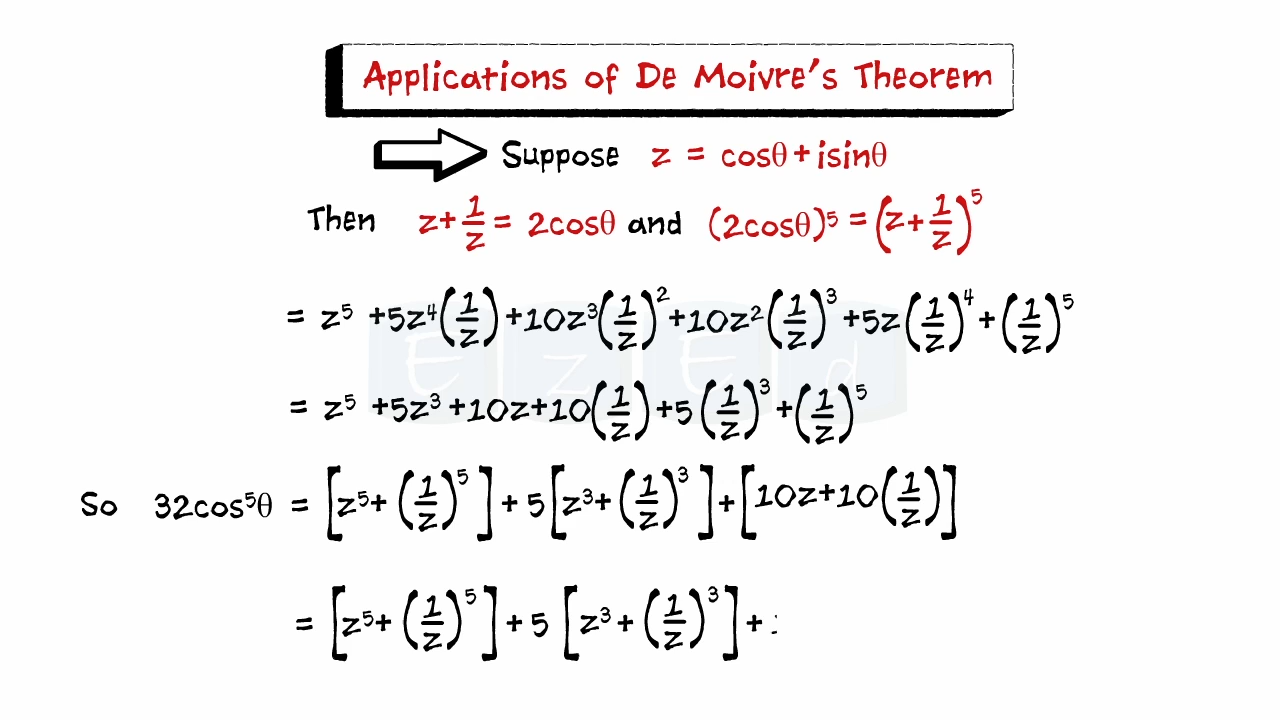 Applications of De Moivre's Theorem
Suppose z = cosθ + isinθ
Then z + 1/z = 2cosθ and (2cosθ)⁵ = (z + 1/z)⁵
= z⁵ + 5z⁴(1/z) + 10z³(1/z)² + 10z²(1/z)³ + 5z(1/z)⁴ + (1/z)⁵
= z⁵ + 5z³ + 10z + 10(1/z) + 5(1/z)³ + (1/z)⁵
So 32cos⁵θ = [z⁵ + (1/z)⁵] + 5[z³ + (1/z)³] + [10z + 10(1/z)]
= [z⁵ + (1/z)⁵] + 5[z³ + (1/z)³] +
EzEd